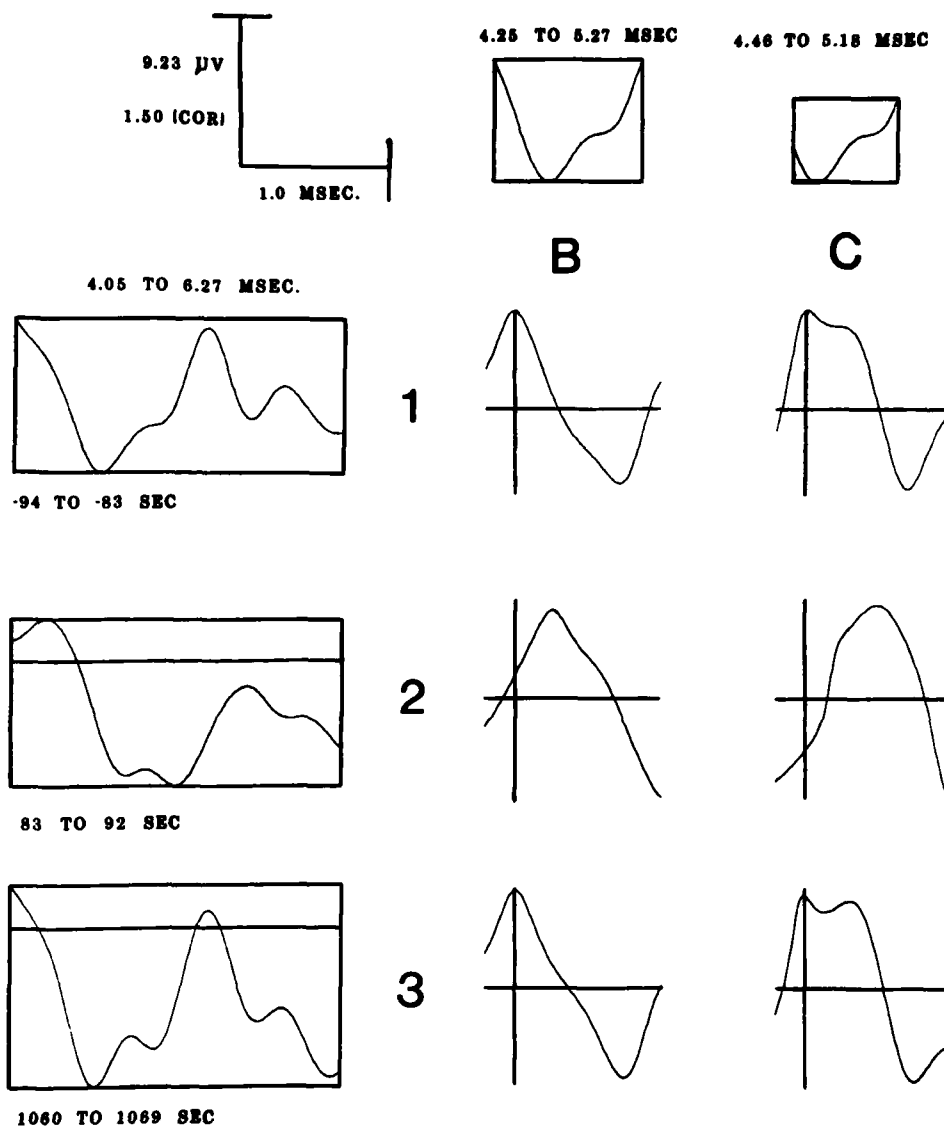 9.23 µV
1.50 (COR)
1.0 MSEC.
4.25 TO 5.27 MSEC
4.46 TO 5.18 MSEC
B
C
4.05 TO 6.27 MSEC.
1
-94 TO -83 SEC
2
83 TO 92 SEC
3
1060 TO 1069 SEC